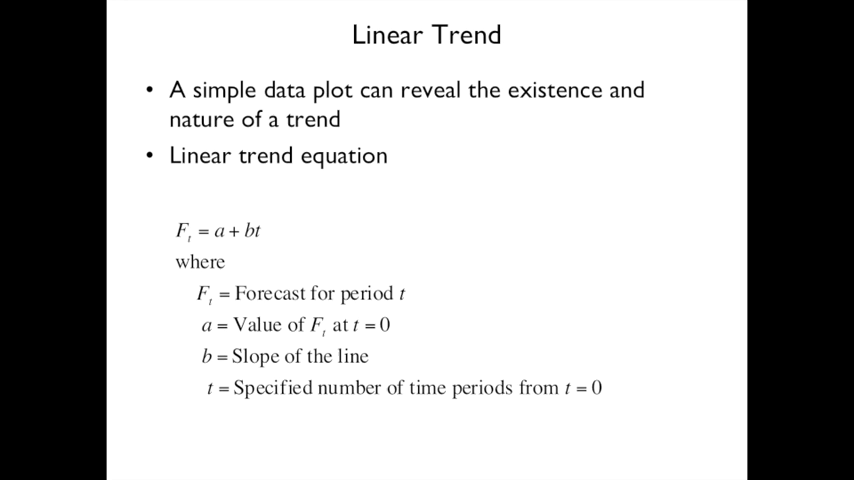 Linear Trend
• A simple data plot can reveal the existence and
nature of a trend
• Linear trend equation
Fₜ = a + bt
where
Fₜ = Forecast for period t
a = Value of Fₜ at t = 0
b = Slope of the line
t = Specified number of time periods from t = 0